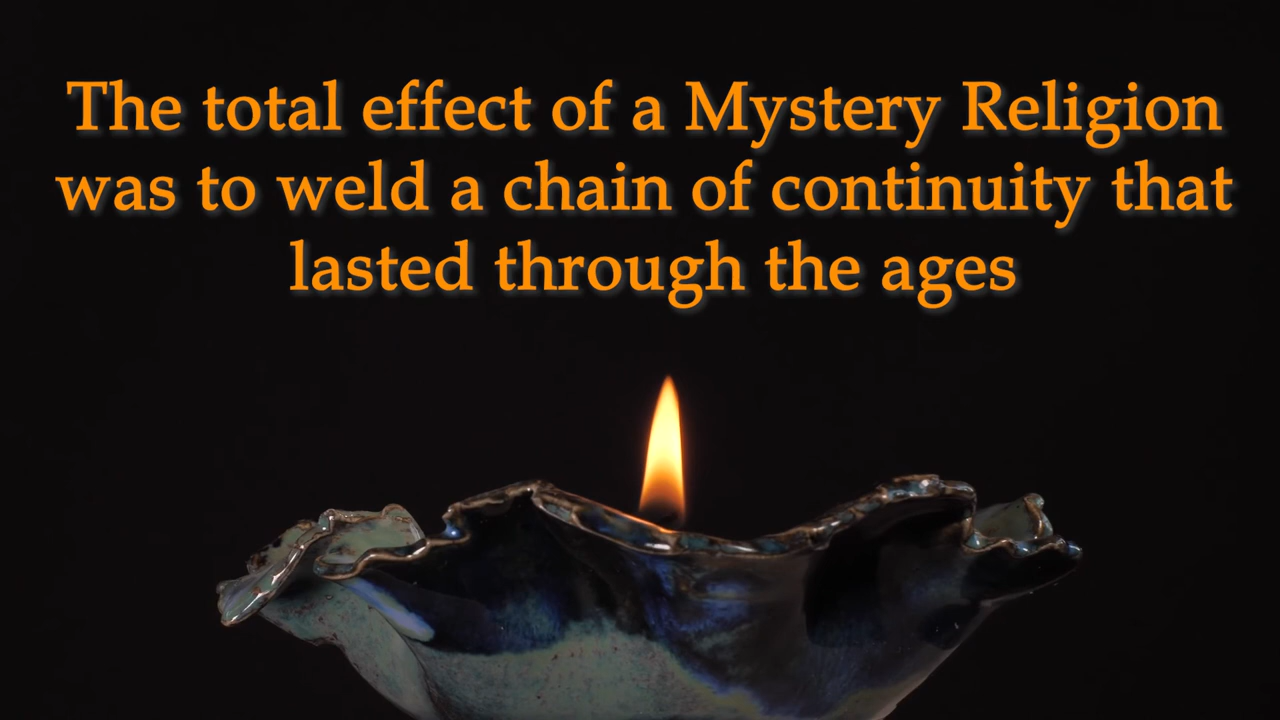 The total effect of a Mystery Religion
was to weld a chain of continuity that
lasted through the ages